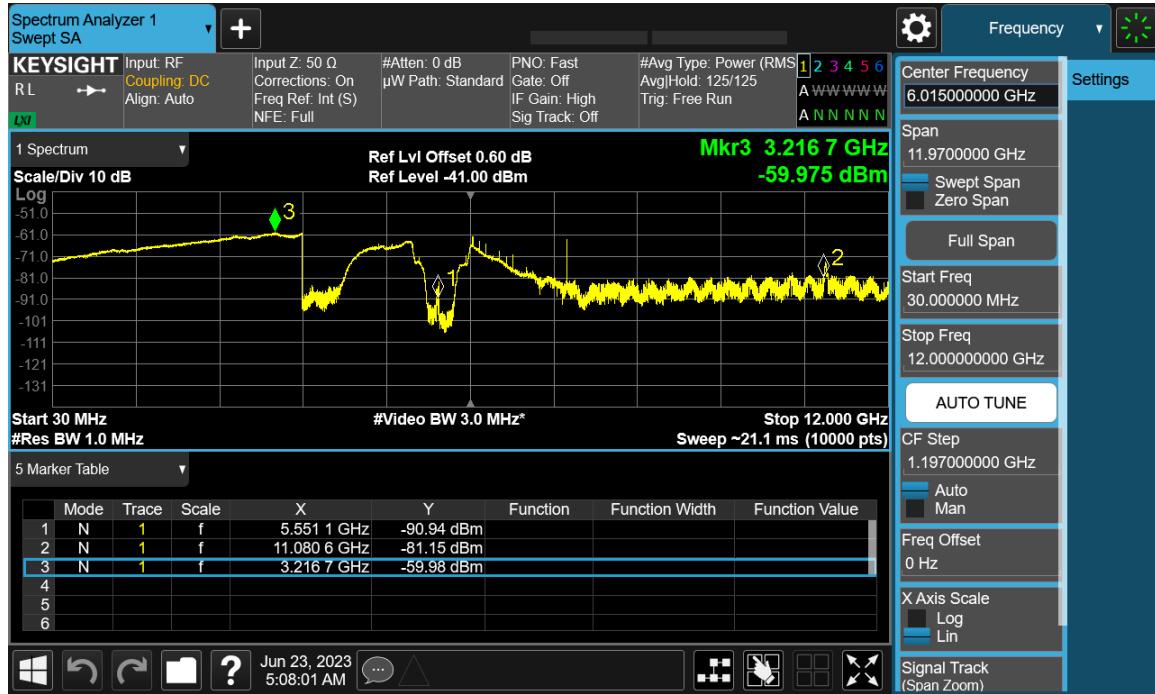 Spectrum Analyzer 1
Swept SA
Frequency
KEYSIGHT
RL
LXI
Input: RF
Coupling: DC
Align: Auto
Input Z: 50 Ω
Corrections: On
Freq Ref: Int (S)
NFE: Full
#Atten: 0 dB
µW Path: Standard
PNO: Fast
Gate: Off
IF Gain: High
Sig Track: Off
#Avg Type: Power (RMS
Avg|Hold: 125/125
Trig: Free Run
1 2 3 4 5 6
A W W W W W
A N N N N N
1 Spectrum
Scale/Div 10 dB
Ref Lvl Offset 0.60 dB
Ref Level -41.00 dBm
Mkr3 3.216 7 GHz
-59.975 dBm
Log
-51.0
-61.0
-71.0
-81.0
-91.0
-101
-111
-121
-131
3
1
2
Start 30 MHz
#Res BW 1.0 MHz
#Video BW 3.0 MHz*
Stop 12.000 GHz
Sweep ~21.1 ms (10000 pts)
5 Marker Table
Mode Trace Scale X Y Function Function Width Function Value
1 N 1 f 5.551 1 GHz -90.94 dBm
2 N 1 f 11.080 6 GHz -81.15 dBm
3 N 1 f 3.216 7 GHz -59.98 dBm
4
5
6
?
Jun 23, 2023
5:08:01 AM
Center Frequency
6.015000000 GHz
Settings
Span
11.9700000 GHz
Swept Span
Zero Span
Full Span
Start Freq
30.000000 MHz
Stop Freq
12.000000000 GHz
AUTO TUNE
CF Step
1.197000000 GHz
Auto
Man
Freq Offset
0 Hz
X Axis Scale
Log
Lin
Signal Track
(Span Zoom)